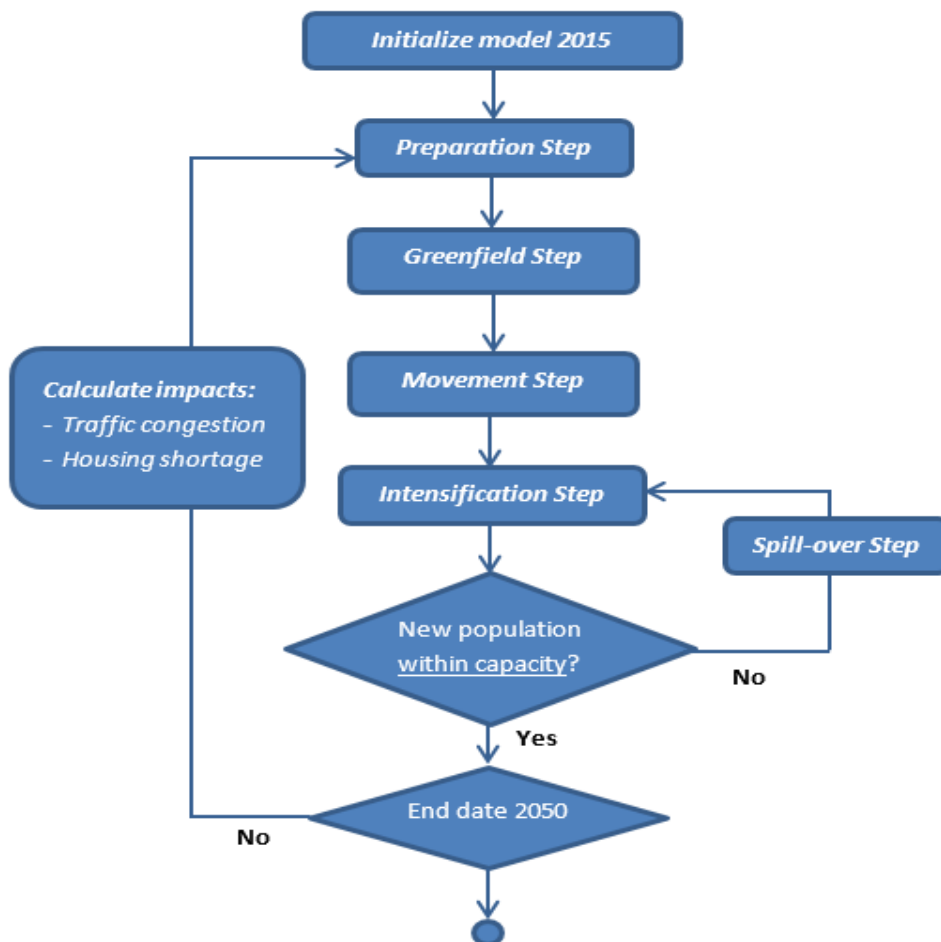 Initialize model 2015
Preparation Step
Greenfield Step
Movement Step
Calculate impacts:
- Traffic congestion
- Housing shortage
Intensification Step
Spill-over Step
New population
within capacity?
No
Yes
End date 2050
No